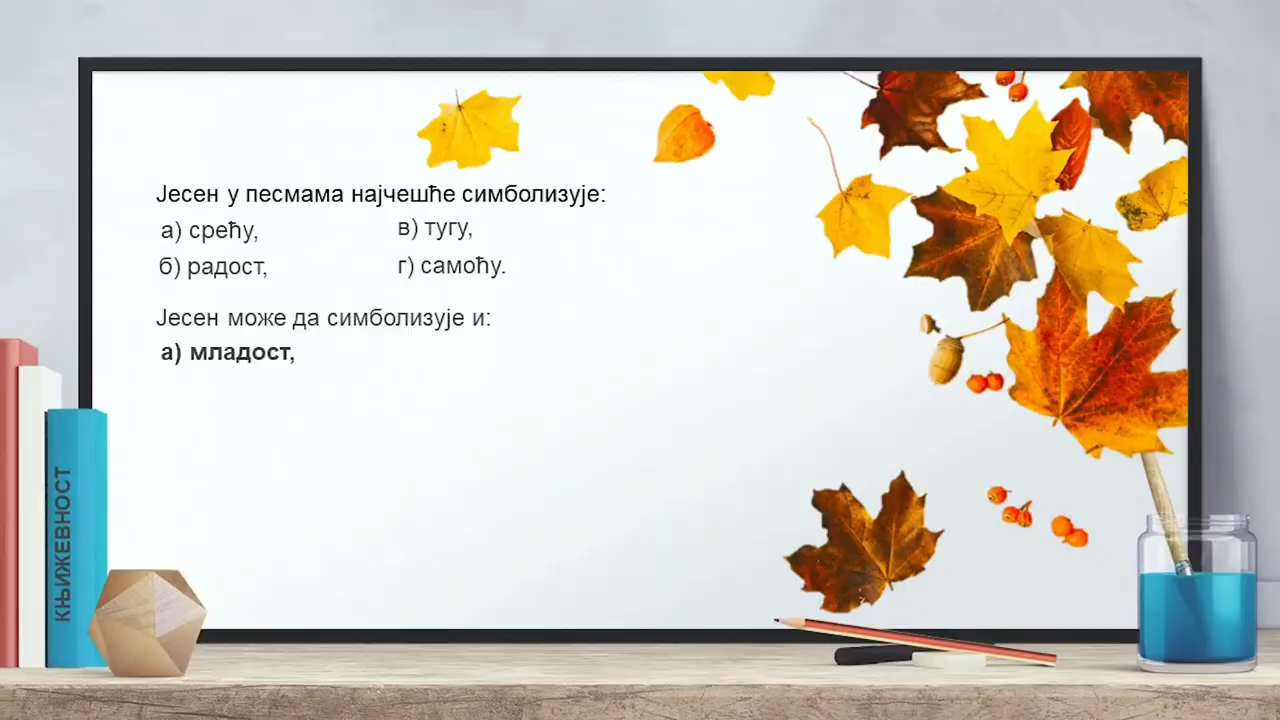 Јесен у песмама најчешће симболизује:
а) срећу,
в) тугу,
б) радост,
г) самоћу.
Јесен може да симболизује и:
а) младост,
КЊИЖЕВНОСТ